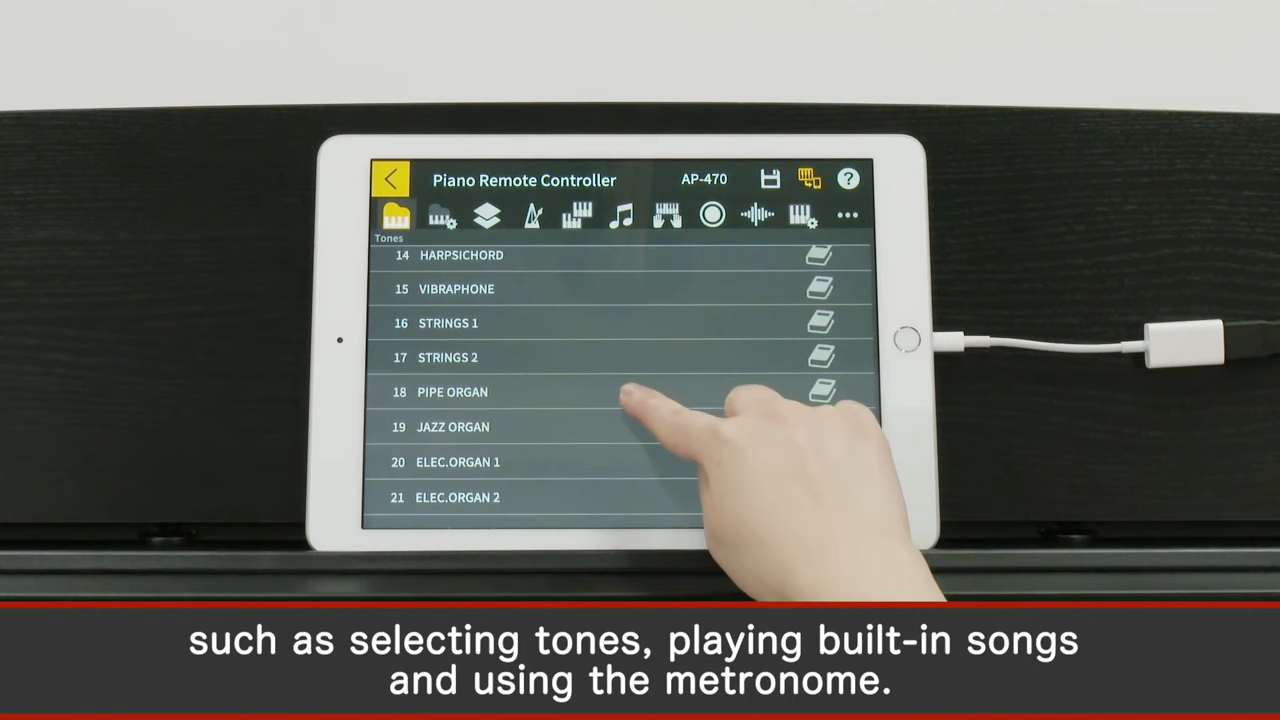 Piano Remote Controller
AP-470
?
Tones
14 HARPSICHORD
15 VIBRAPHONE
16 STRINGS 1
17 STRINGS 2
18 PIPE ORGAN
19 JAZZ ORGAN
20 ELEC.ORGAN 1
21 ELEC.ORGAN 2
such as selecting tones, playing built-in songs
and using the metronome.